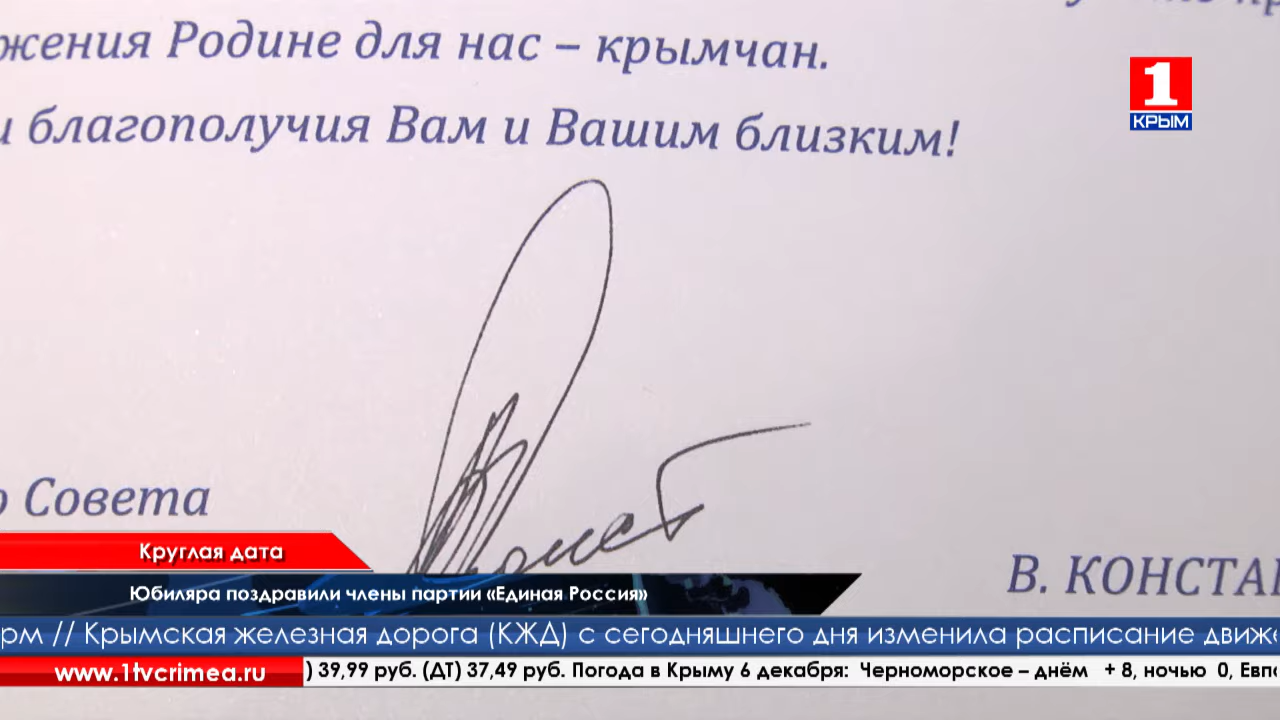 жения Родине для нас – крымчан.
и благополучия Вам и Вашим близким!
1
КРЫМ
о Совета
В. КОНСТА
Круглая дата
Юбиляра поздравили члены партии «Единая Россия»
орм // Крымская железная дорога (КЖД) с сегодняшнего дня изменила расписание движе
www.1tvcrimea.ru
) 39,99 руб. (ДТ) 37,49 руб. Погода в Крыму 6 декабря: Черноморское – днём + 8, ночью 0, Евпа